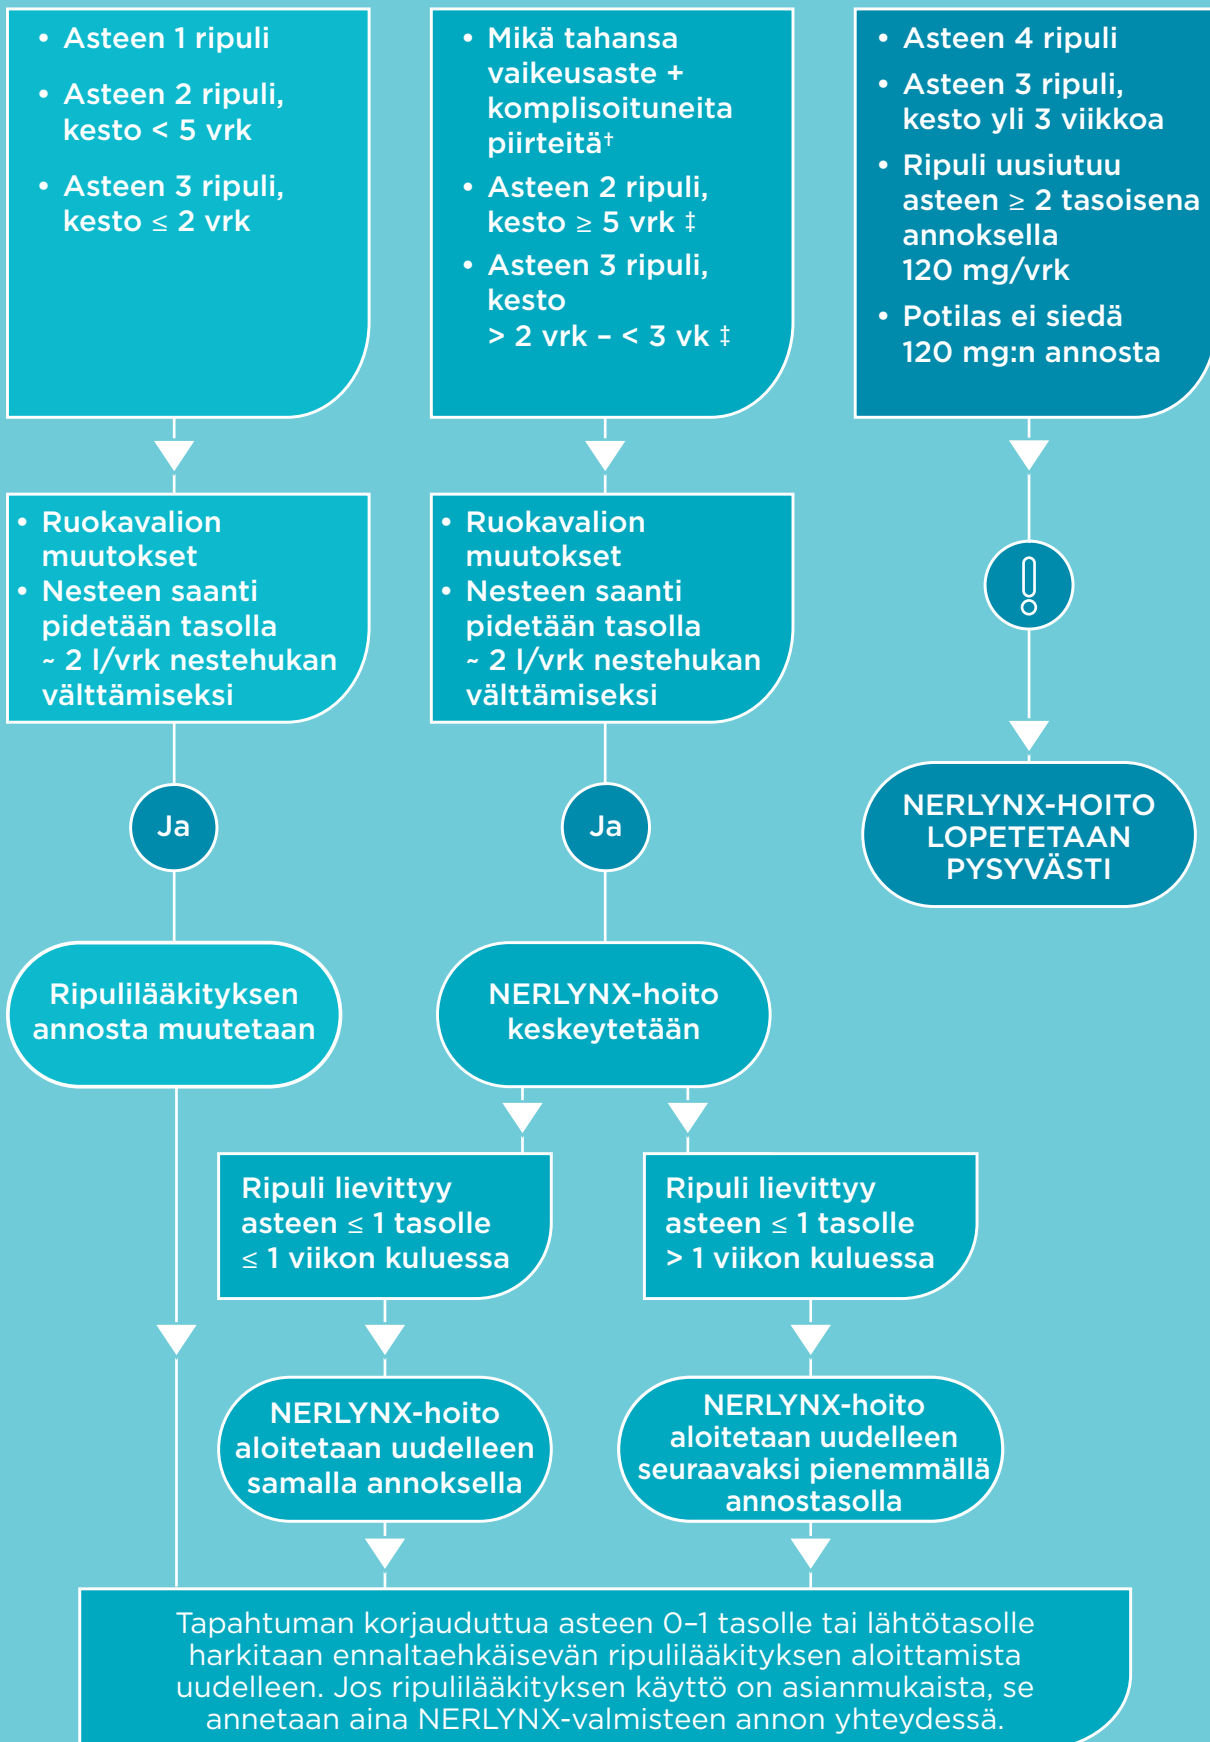 • Asteen 1 ripuli
• Asteen 2 ripuli,
kesto < 5 vrk
• Asteen 3 ripuli,
kesto ≤ 2 vrk
• Mikä tahansa
vaikeusaste +
komplisoituneita
piirteitä†
• Asteen 2 ripuli,
kesto ≥ 5 vrk ‡
• Asteen 3 ripuli,
kesto
> 2 vrk – < 3 vk ‡
• Asteen 4 ripuli
• Asteen 3 ripuli,
kesto yli 3 viikkoa
• Ripuli uusiutuu
asteen ≥ 2 tasoisena
annoksella
120 mg/vrk
• Potilas ei siedä
120 mg:n annosta
• Ruokavalion
muutokset
• Nesteen saanti
pidetään tasolla
~ 2 l/vrk nestehukan
välttämiseksi
• Ruokavalion
muutokset
• Nesteen saanti
pidetään tasolla
~ 2 l/vrk nestehukan
välttämiseksi
!
Ja
Ja
NERLYNX-HOITO
LOPETETAAN
PYSYVÄSTI
Ripulilääkityksen
annosta muutetaan
NERLYNX-hoito
keskeytetään
Ripuli lievittyy
asteen ≤ 1 tasolle
≤ 1 viikon kuluessa
Ripuli lievittyy
asteen ≤ 1 tasolle
> 1 viikon kuluessa
NERLYNX-hoito
aloitetaan uudelleen
samalla annoksella
NERLYNX-hoito
aloitetaan uudelleen
seuraavaksi pienemmällä
annostasolla
Tapahtuman korjauduttua asteen 0–1 tasolle tai lähtötasolle
harkitaan ennaltaehkäisevän ripulilääkityksen aloittamista
uudelleen. Jos ripulilääkityksen käyttö on asianmukaista, se
annetaan aina NERLYNX-valmisteen annon yhteydessä.